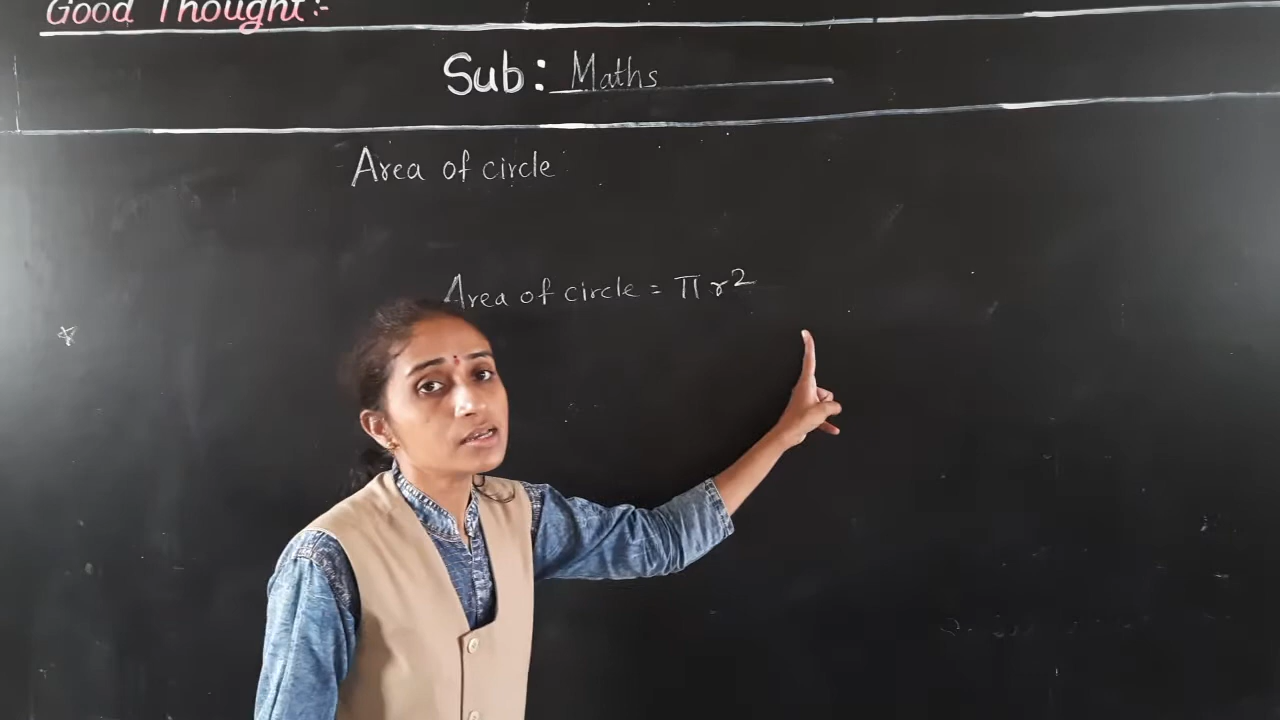 Good Thought:-
Sub: Maths
Area of circle
Area of circle = π r²